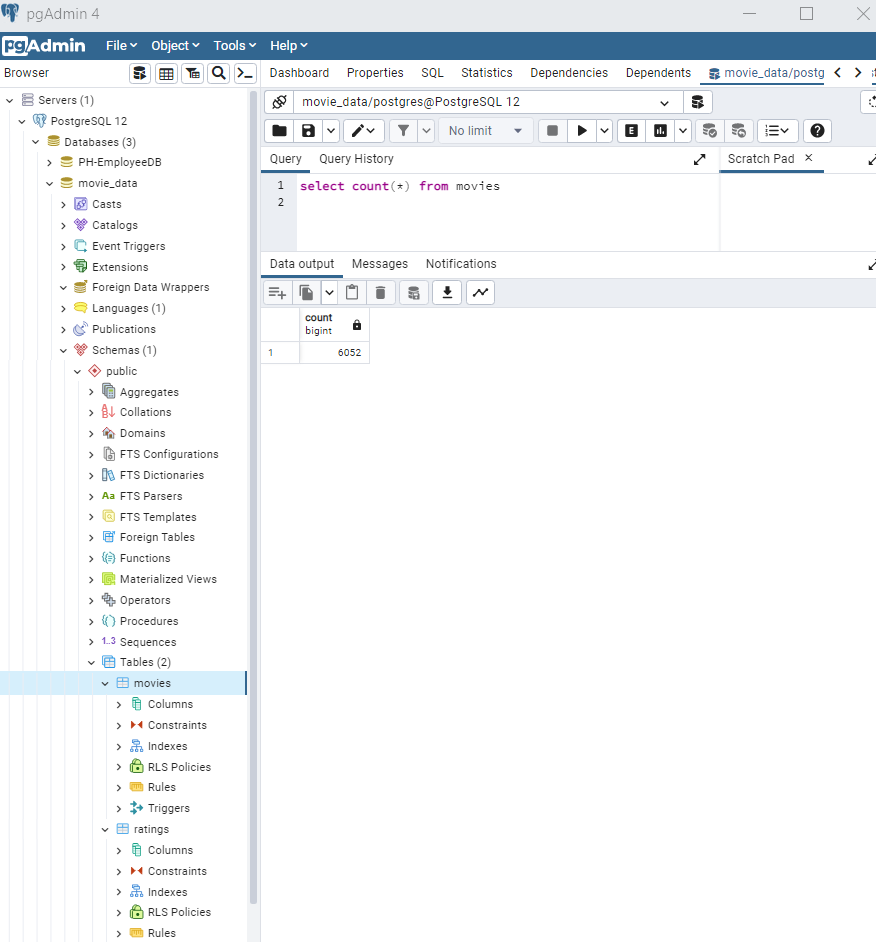 pgAdmin 4
pgAdmin File Object Tools Help
Browser
Dashboard Properties SQL Statistics Dependencies Dependents movie_data/postg
Servers (1)
PostgreSQL 12
Databases (3)
PH-EmployeeDB
movie_data
Casts
Catalogs
Event Triggers
Extensions
Foreign Data Wrappers
Languages (1)
Publications
Schemas (1)
public
Aggregates
Collations
Domains
FTS Configurations
FTS Dictionaries
Aa FTS Parsers
FTS Templates
Foreign Tables
Functions
Materialized Views
Operators
Procedures
1..3 Sequences
Tables (2)
movies
Columns
Constraints
Indexes
RLS Policies
Rules
Triggers
ratings
Columns
Constraints
Indexes
RLS Policies
Rules
movie_data/postgres@PostgreSQL 12
No limit
E
Query Query History
Scratch Pad
1 select count(*) from movies
2
Data output Messages Notifications
count
bigint
1 6052